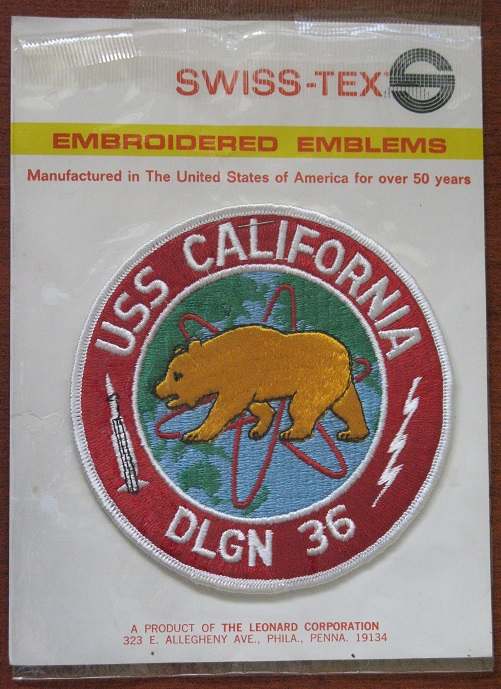 SWISS-TEX
EMBROIDERED EMBLEMS
Manufactured in The United States of America for over 50 years
USS CALIFORNIA
DLGN 36
A PRODUCT OF THE LEONARD CORPORATION
323 E. ALLEGHENY AVE., PHILA., PENNA. 19134